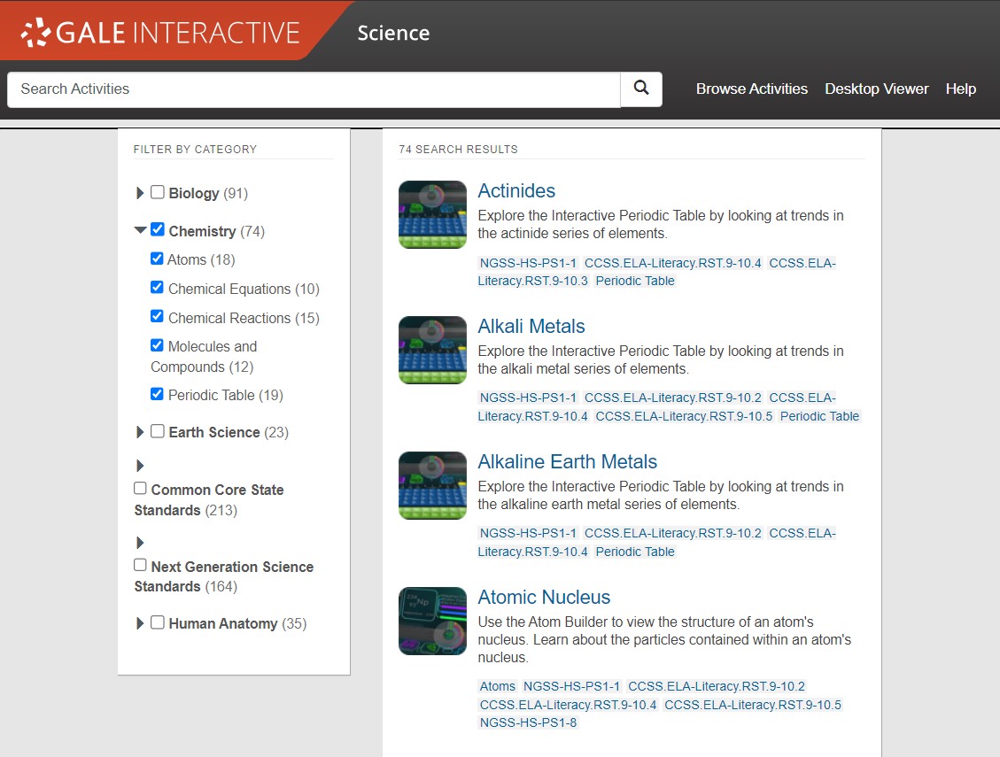 GALE INTERACTIVE
Science
Search Activities
Browse Activities Desktop Viewer Help
FILTER BY CATEGORY
Biology (91)
Chemistry (74)
Atoms (18)
Chemical Equations (10)
Chemical Reactions (15)
Molecules and
Compounds (12)
Periodic Table (19)
Earth Science (23)
Common Core State
Standards (213)
Next Generation Science
Standards (164)
Human Anatomy (35)
74 SEARCH RESULTS
Actinides
Explore the Interactive Periodic Table by looking at trends in
the actinide series of elements.
NGSS-HS-PS1-1 CCSS.ELA-Literacy.RST.9-10.4 CCSS.ELA-
Literacy.RST.9-10.3 Periodic Table
Alkali Metals
Explore the Interactive Periodic Table by looking at trends in
the alkali metal series of elements.
NGSS-HS-PS1-1 CCSS.ELA-Literacy.RST.9-10.2 CCSS.ELA-
Literacy.RST.9-10.4 CCSS.ELA-Literacy.RST.9-10.5 Periodic Table
Alkaline Earth Metals
Explore the Interactive Periodic Table by looking at trends in
the alkaline earth metal series of elements.
NGSS-HS-PS1-1 CCSS.ELA-Literacy.RST.9-10.2 CCSS.ELA-
Literacy.RST.9-10.4 Periodic Table
Np
Atomic Nucleus
Use the Atom Builder to view the structure of an atom's
nucleus. Learn about the particles contained within an atom's
nucleus.
Atoms NGSS-HS-PS1-1 CCSS.ELA-Literacy.RST.9-10.2
CCSS.ELA-Literacy.RST.9-10.4 CCSS.ELA-Literacy.RST.9-10.5
NGSS-HS-PS1-8